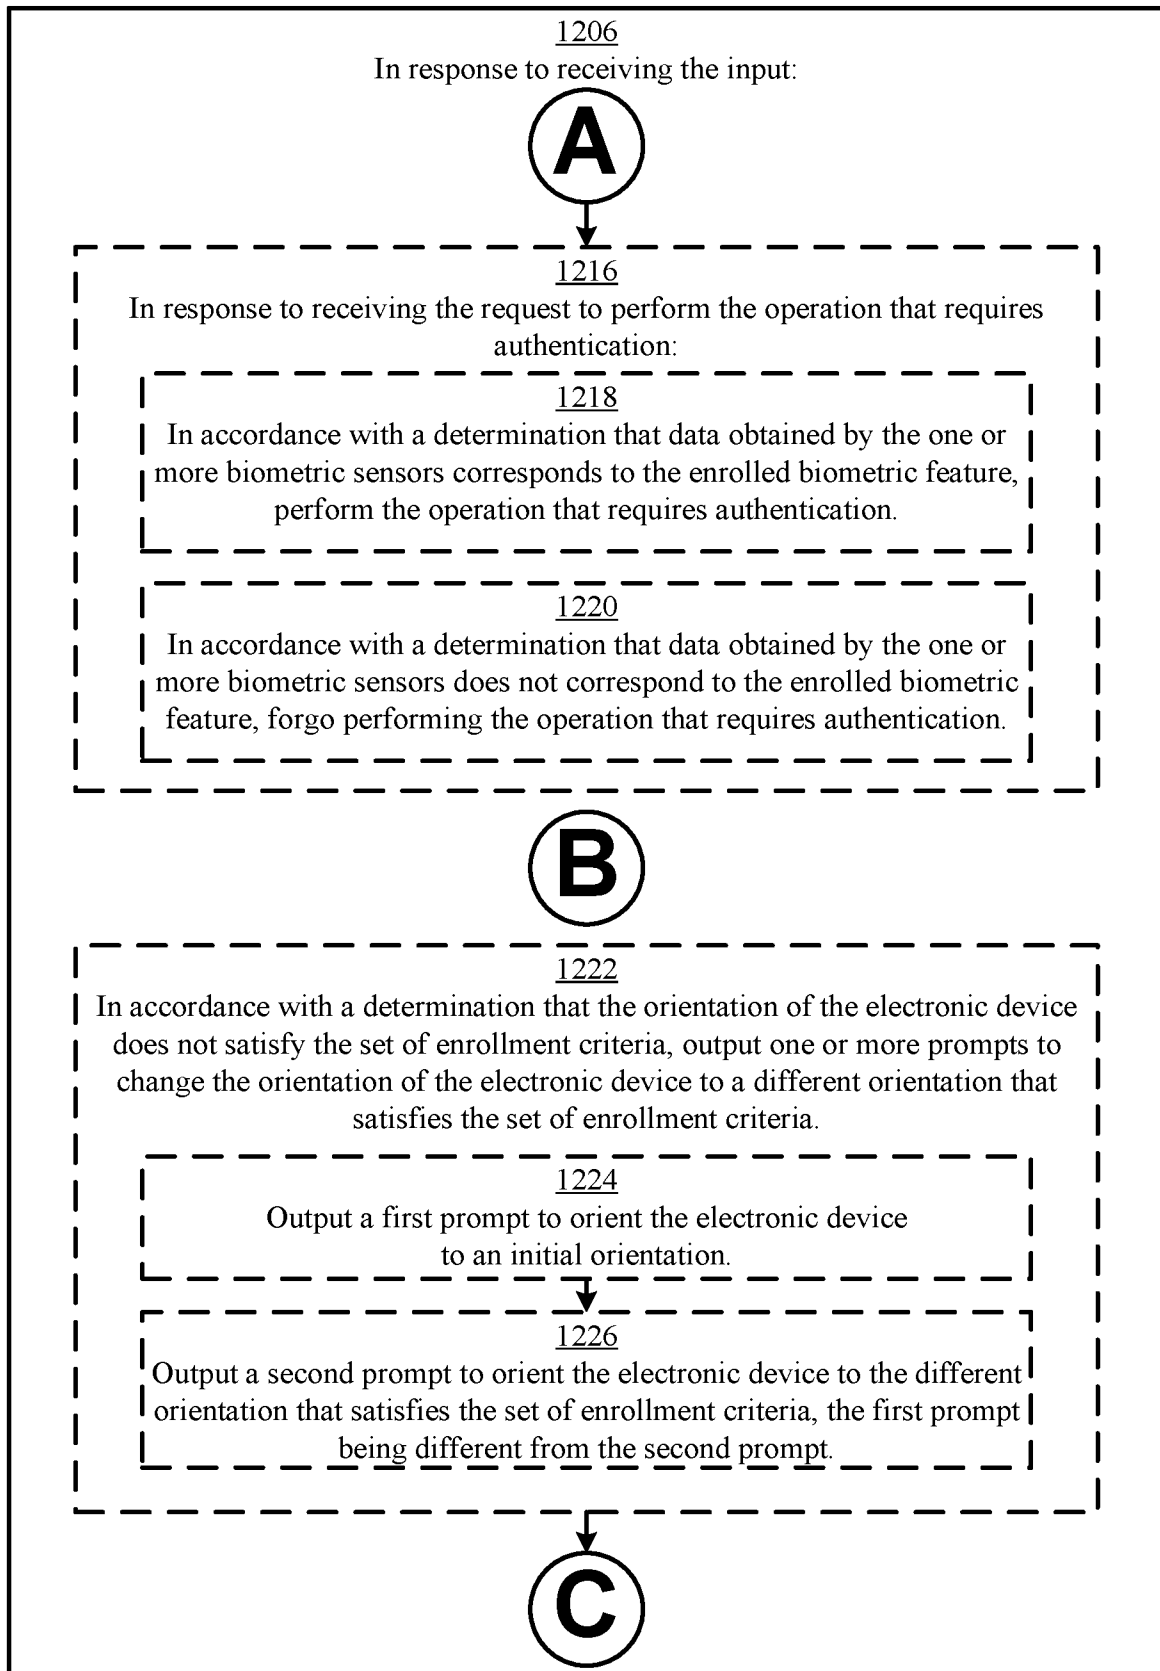 1206
In response to receiving the input:
A
1216
In response to receiving the request to perform the operation that requires
authentication:
1218
In accordance with a determination that data obtained by the one or
more biometric sensors corresponds to the enrolled biometric feature,
perform the operation that requires authentication.
1220
In accordance with a determination that data obtained by the one or
more biometric sensors does not correspond to the enrolled biometric
feature, forgo performing the operation that requires authentication.
B
1222
In accordance with a determination that the orientation of the electronic device
does not satisfy the set of enrollment criteria, output one or more prompts to
change the orientation of the electronic device to a different orientation that
satisfies the set of enrollment criteria.
1224
Output a first prompt to orient the electronic device
to an initial orientation.
1226
Output a second prompt to orient the electronic device to the different
orientation that satisfies the set of enrollment criteria, the first prompt
being different from the second prompt.
C